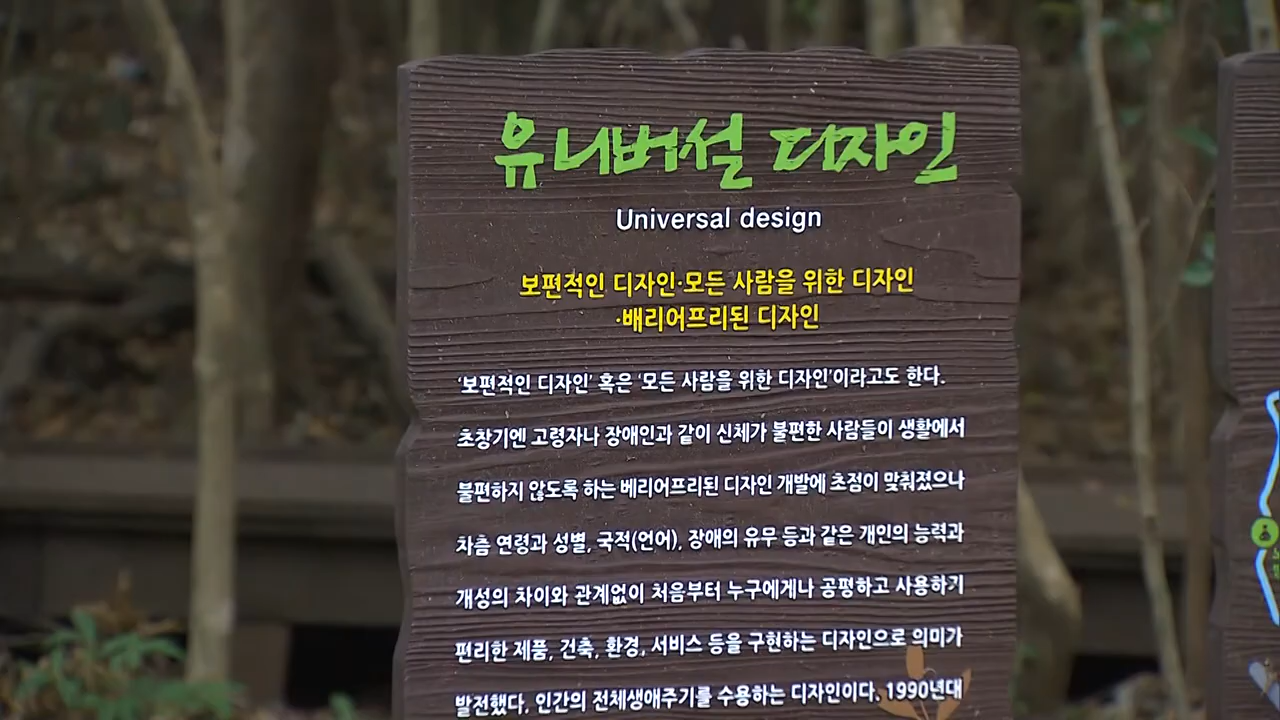 유니버설 디자인
Universal design
보편적인 디자인·모든 사람을 위한 디자인
·배리어프리된 디자인
‘보편적인 디자인’ 혹은 ‘모든 사람을 위한 디자인’이라고도 한다.
초창기엔 고령자나 장애인과 같이 신체가 불편한 사람들이 생활에서
불편하지 않도록 하는 베리어프리된 디자인 개발에 초점이 맞춰졌으나
차츰 연령과 성별, 국적(언어), 장애의 유무 등과 같은 개인의 능력과
개성의 차이와 관계없이 처음부터 누구에게나 공평하고 사용하기
편리한 제품, 건축, 환경, 서비스 등을 구현하는 디자인으로 의미가
발전했다. 인간의 전체생애주기를 수용하는 디자인이다. 1990년대